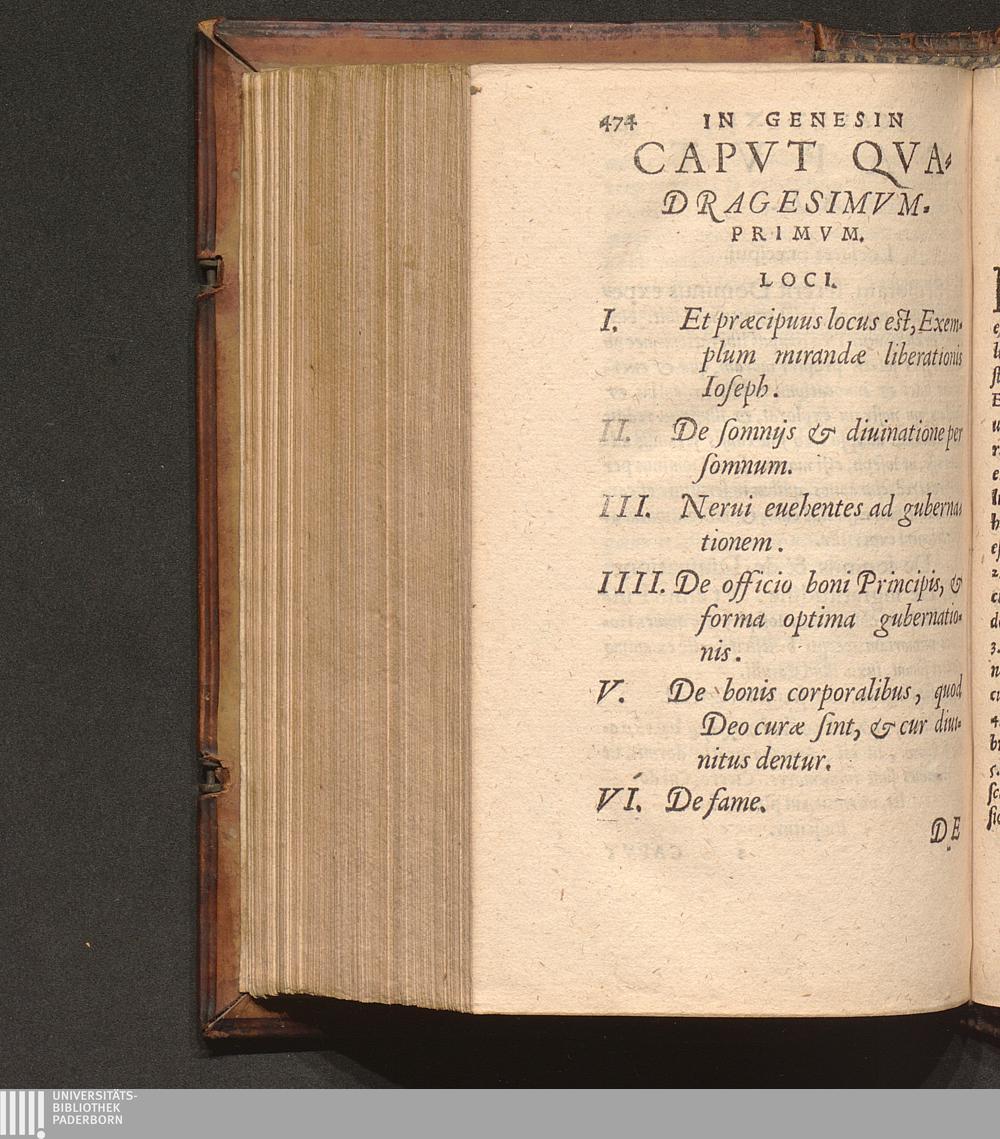 474 IN GENESIN
CAPVT QVA-
DRAGESIMVM-
PRIMVM.
LOCI.
I. Et præcipuus locus est, Exem-
plum mirandæ liberationis
Ioseph.
II. De somnijs & diuinatione per
somnum.
III. Nerui euehentes ad guberna-
tionem.
IIII. De officio boni Principis, &
forma optima gubernatio-
nis.
V. De bonis corporalibus, quod
Deo curæ sint, & cur diui-
nitus dentur.
VI. De fame.
DE
UNIVERSITÄTS-
BIBLIOTHEK
PADERBORN